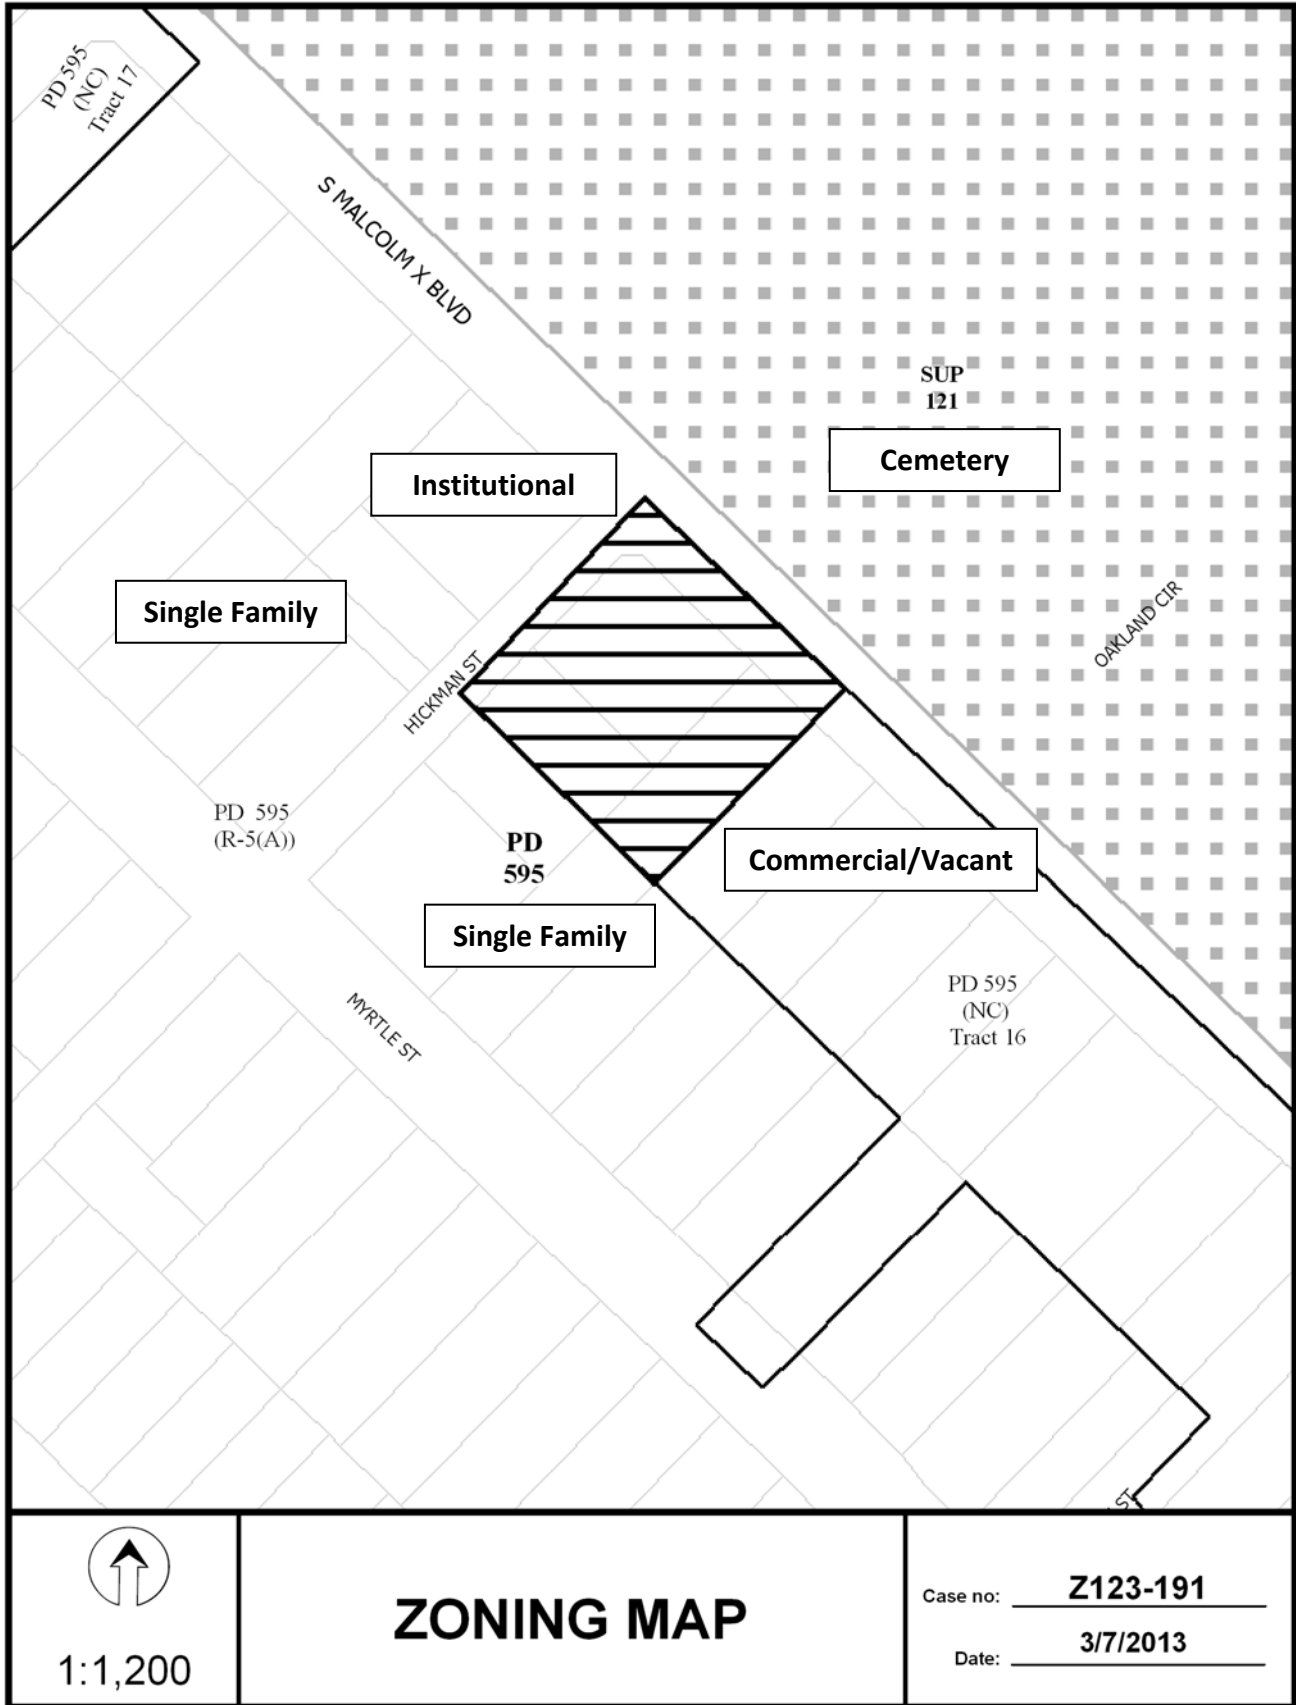 PD 595
(NC)
Tract 17
S MALCOLM X BLVD
SUP
121
Cemetery
Institutional
Single Family
OAKLAND CIR
HICKMAN ST
PD 595
(R-5(A))
PD
595
Commercial/Vacant
Single Family
PD 595
(NC)
Tract 16
MYRTLE ST
ST
1:1,200
ZONING MAP
Case no: Z123-191
Date: 3/7/2013